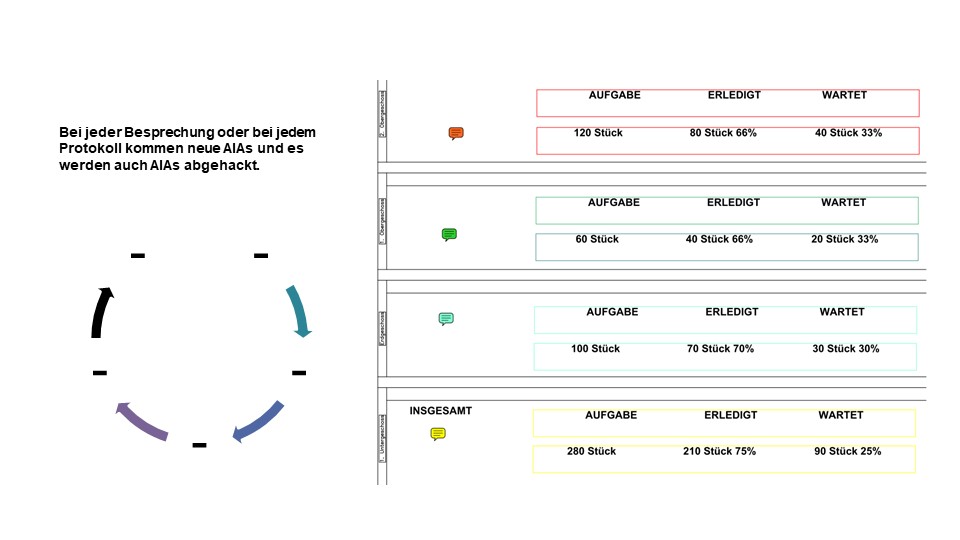 Bei jeder Besprechung oder bei jedem
Protokoll kommen neue AIAs und es
werden auch AIAs abgehackt.
-
-
-
-
-
2. Obergeschoss
AUFGABE ERLEDIGT WARTET
120 Stück 80 Stück 66% 40 Stück 33%
1. Obergeschoss
AUFGABE ERLEDIGT WARTET
60 Stück 40 Stück 66% 20 Stück 33%
Erdgeschoss
AUFGABE ERLEDIGT WARTET
100 Stück 70 Stück 70% 30 Stück 30%
1. Untergeschoss
INSGESAMT
AUFGABE ERLEDIGT WARTET
280 Stück 210 Stück 75% 90 Stück 25%